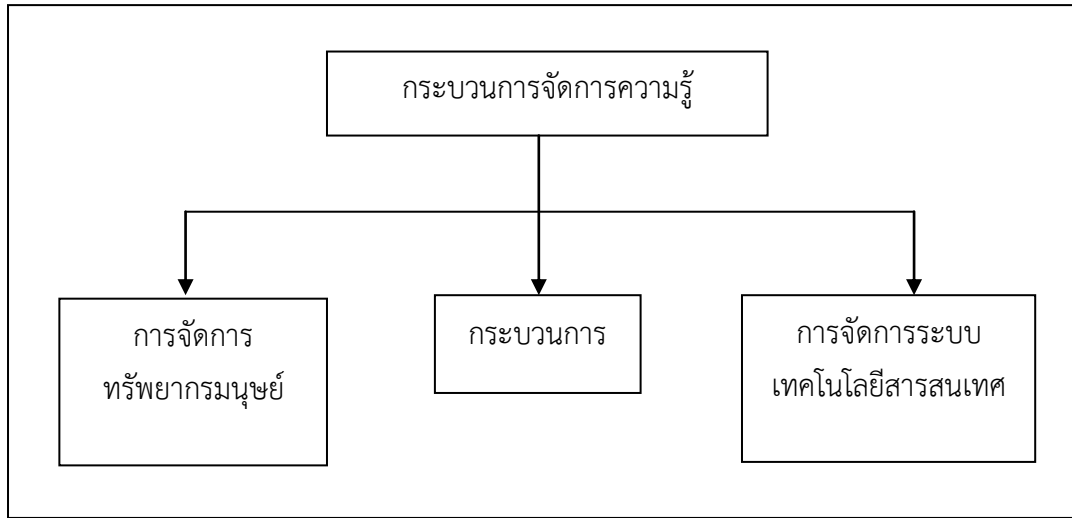 กระบวนการจัดการความรู้
การจัดการ
ทรัพยากรมนุษย์
กระบวนการ
การจัดการระบบ
เทคโนโลยีสารสนเทศ